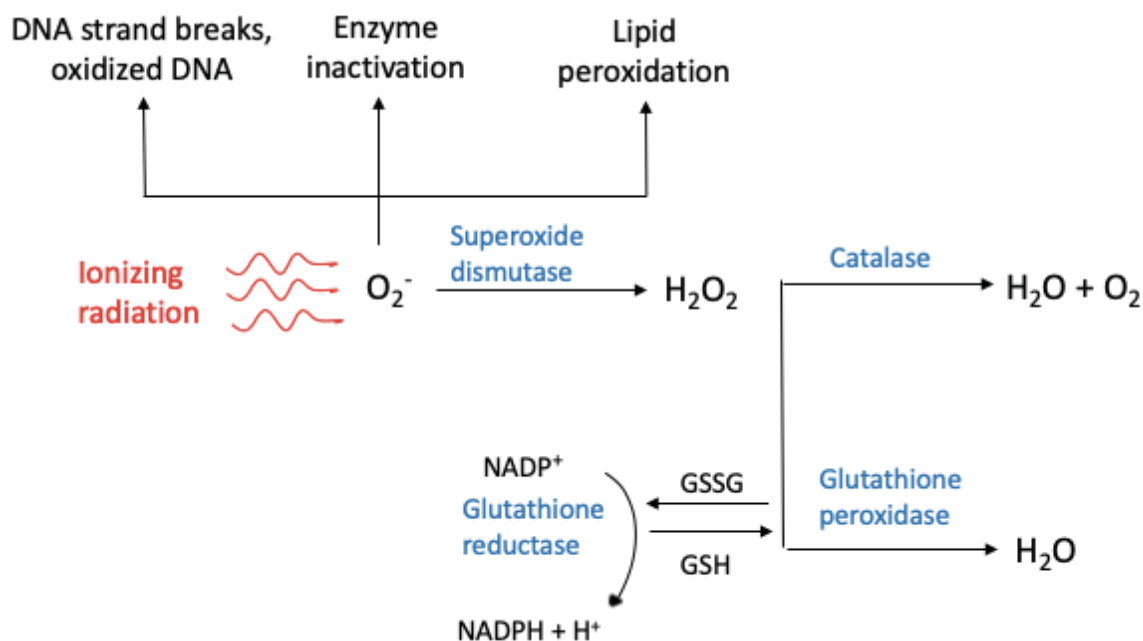 DNA strand breaks,
oxidized DNA
Enzyme
inactivation
Lipid
peroxidation
Ionizing
radiation
O₂⁻
Superoxide
dismutase
H₂O₂
Catalase
H₂O + O₂
NADP⁺
Glutathione
reductase
NADPH + H⁺
GSSG
GSH
Glutathione
peroxidase
H₂O